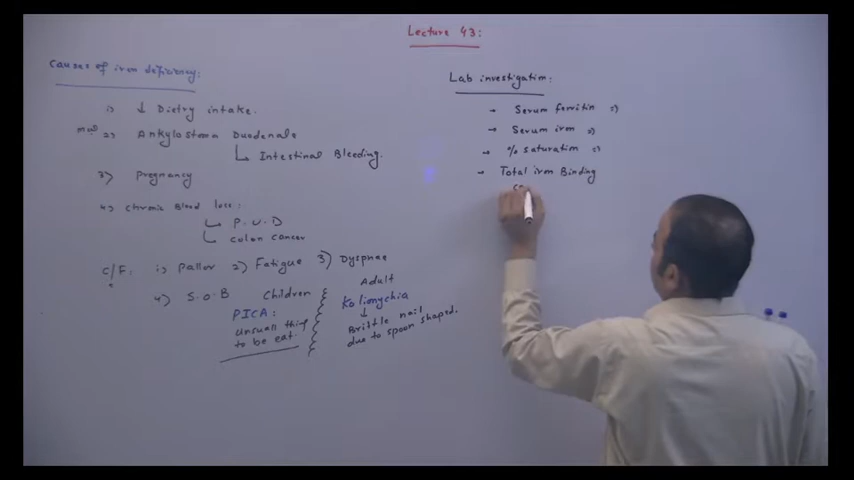 Lecture 43:
Causes of iron deficiency:
1) ↓ Dietry intake.
2) Ankylostoma Duodenale
Intestinal Bleeding.
3) Pregnancy
4) chronic Blood loss:
P.U.D
colon cancer
C/F: 1) Pallor 2) Fatigue 3) Dyspnea
4) S.O.B
Children
PICA:
unsuall thing
to be eat.
Adult
Koilonychia
↓
Brittle nail
due to spoon shaped.
Lab investigation.
- Serum ferritin =)
- Serum iron =)
- % saturation =)
- Total iron Binding